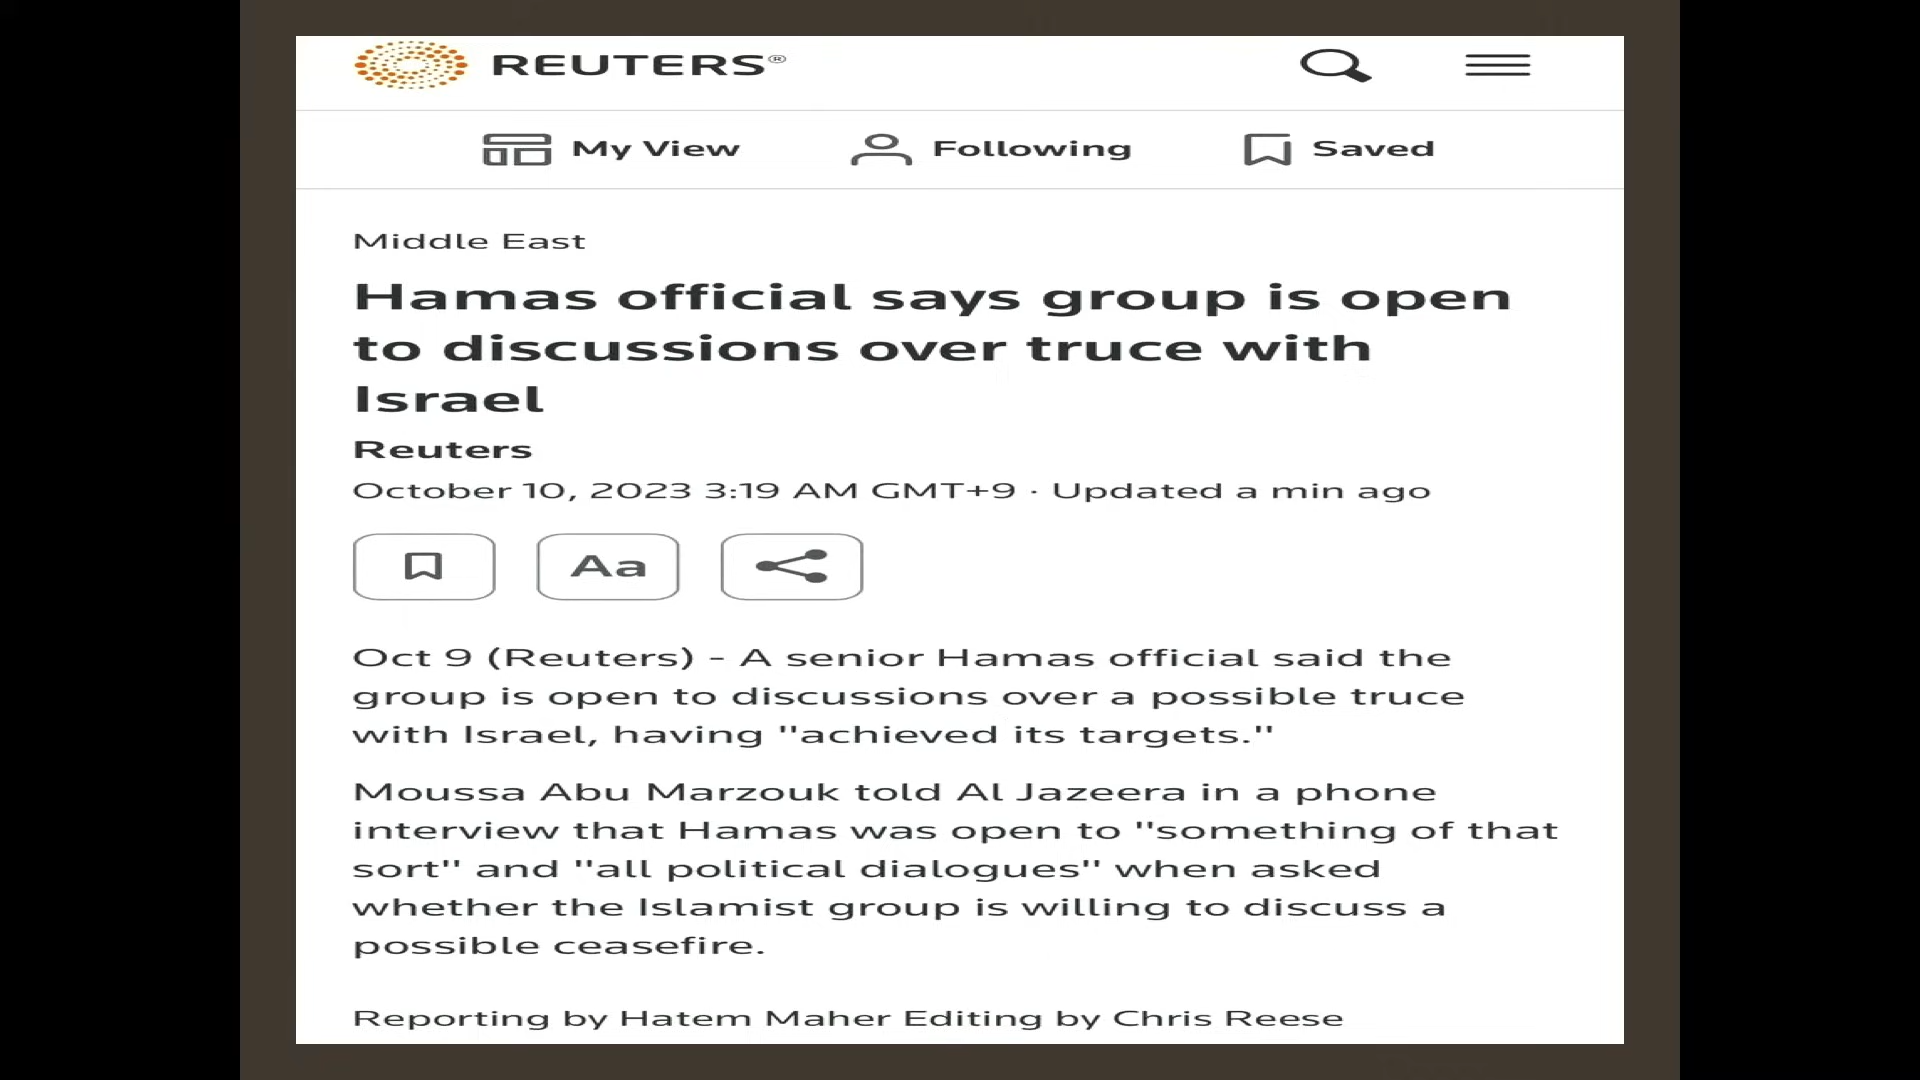 REUTERS®
My View Following Saved
Middle East
Hamas official says group is open
to discussions over truce with
Israel
Reuters
October 10, 2023 3:19 AM GMT+9 · Updated a min ago
Aa
Oct 9 (Reuters) - A senior Hamas official said the
group is open to discussions over a possible truce
with Israel, having "achieved its targets."
Moussa Abu Marzouk told Al Jazeera in a phone
interview that Hamas was open to "something of that
sort" and "all political dialogues" when asked
whether the Islamist group is willing to discuss a
possible ceasefire.
Reporting by Hatem Maher Editing by Chris Reese